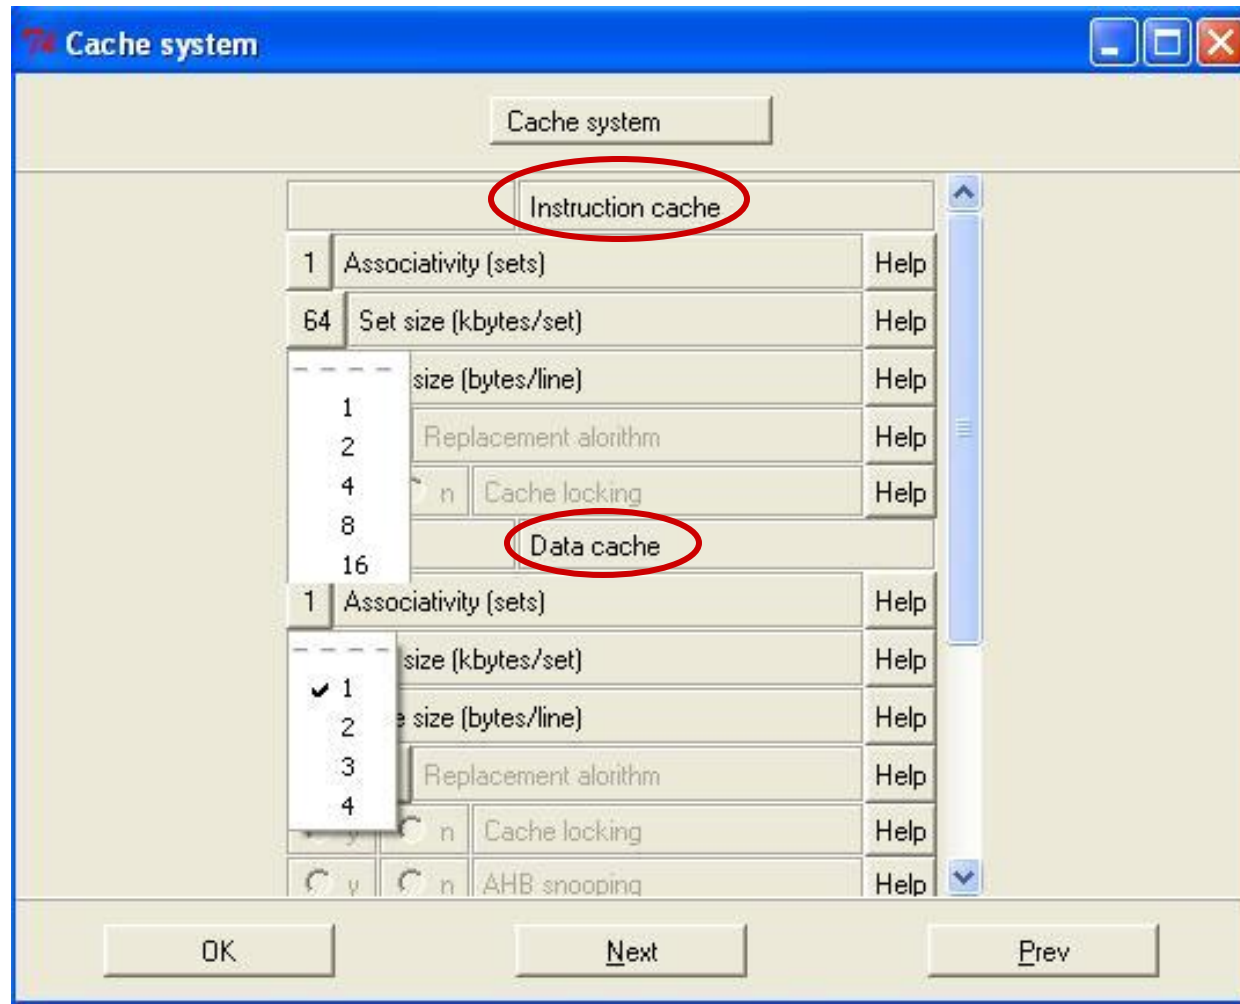 Cache system
Cache system
Instruction cache
1 Associativity (sets) Help
64 Set size (kbytes/set) Help
size (bytes/line) Help
1
2
4
8
16
Replacement alorithm Help
n Cache locking Help
Data cache
1 Associativity (sets) Help
size (kbytes/set) Help
1
2
3
4
size (bytes/line) Help
Replacement alorithm Help
y n Cache locking Help
y n AHB snooping Help
OK Next Prev